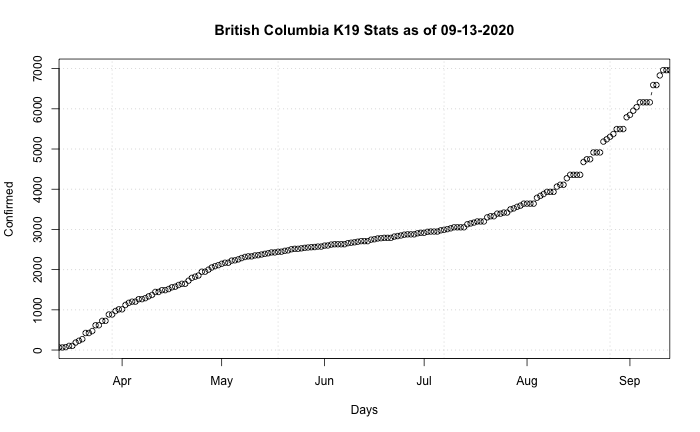 British Columbia K19 Stats as of 09-13-2020
7000
6000
5000
4000
3000
2000
1000
0
Confirmed
Apr May Jun Jul Aug Sep
Days